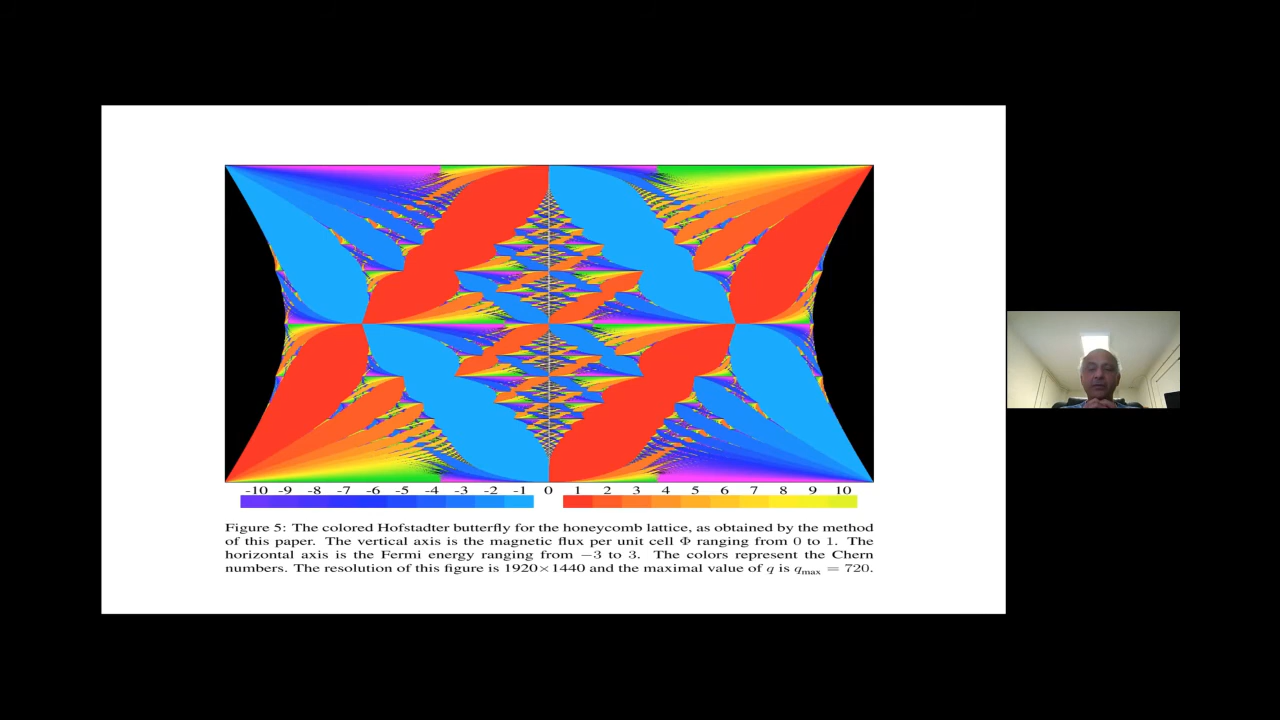 -10 -9 -8 -7 -6 -5 -4 -3 -2 -1 0 1 2 3 4 5 6 7 8 9 10
Figure 5: The colored Hofstadter butterfly for the honeycomb lattice, as obtained by the method
of this paper. The vertical axis is the magnetic flux per unit cell Φ ranging from 0 to 1. The
horizontal axis is the Fermi energy ranging from −3 to 3. The colors represent the Chern
numbers. The resolution of this figure is 1920×1440 and the maximal value of q is qmax = 720.